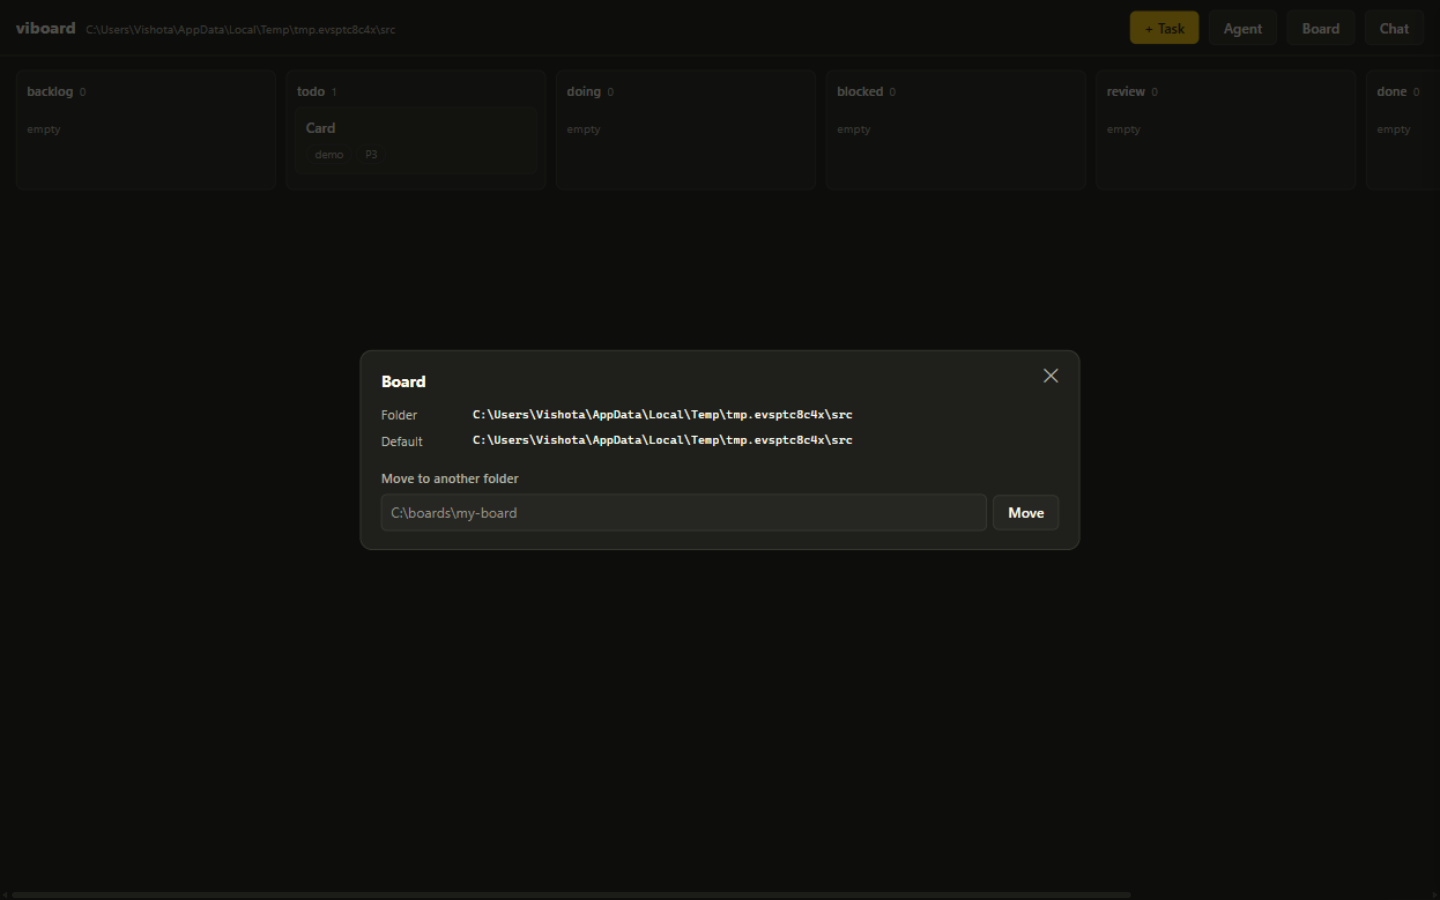 viboard C:\Users\Vishota\AppData\Local\Temp\tmp.evsptc8c4x\src + Task Agent Board Chat
backlog 0 todo 1 doing 0 blocked 0 review 0 done 0
empty Card empty empty empty empty
demo P3
Board
Folder C:\Users\Vishota\AppData\Local\Temp\tmp.evsptc8c4x\src
Default C:\Users\Vishota\AppData\Local\Temp\tmp.evsptc8c4x\src
Move to another folder
C:\boards\my-board Move